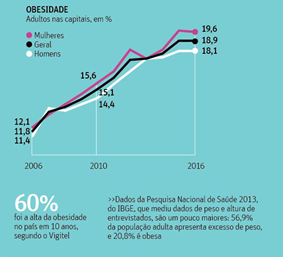 OBESIDADE
Adultos nas capitais, em %
Mulheres
Geral
Homens
19,6
18,9
18,1
15,6
15,1
14,4
12,1
11,8
11,4
2006 2010 2016
60%
foi a alta da obesidade
no país em 10 anos,
segundo o Vigitel
>>Dados da Pesquisa Nacional de Saúde 2013,
do IBGE, que mediu dados de peso e altura de
entrevistados, são um pouco maiores: 56,9%
da população adulta apresenta excesso de peso,
e 20,8% é obesa